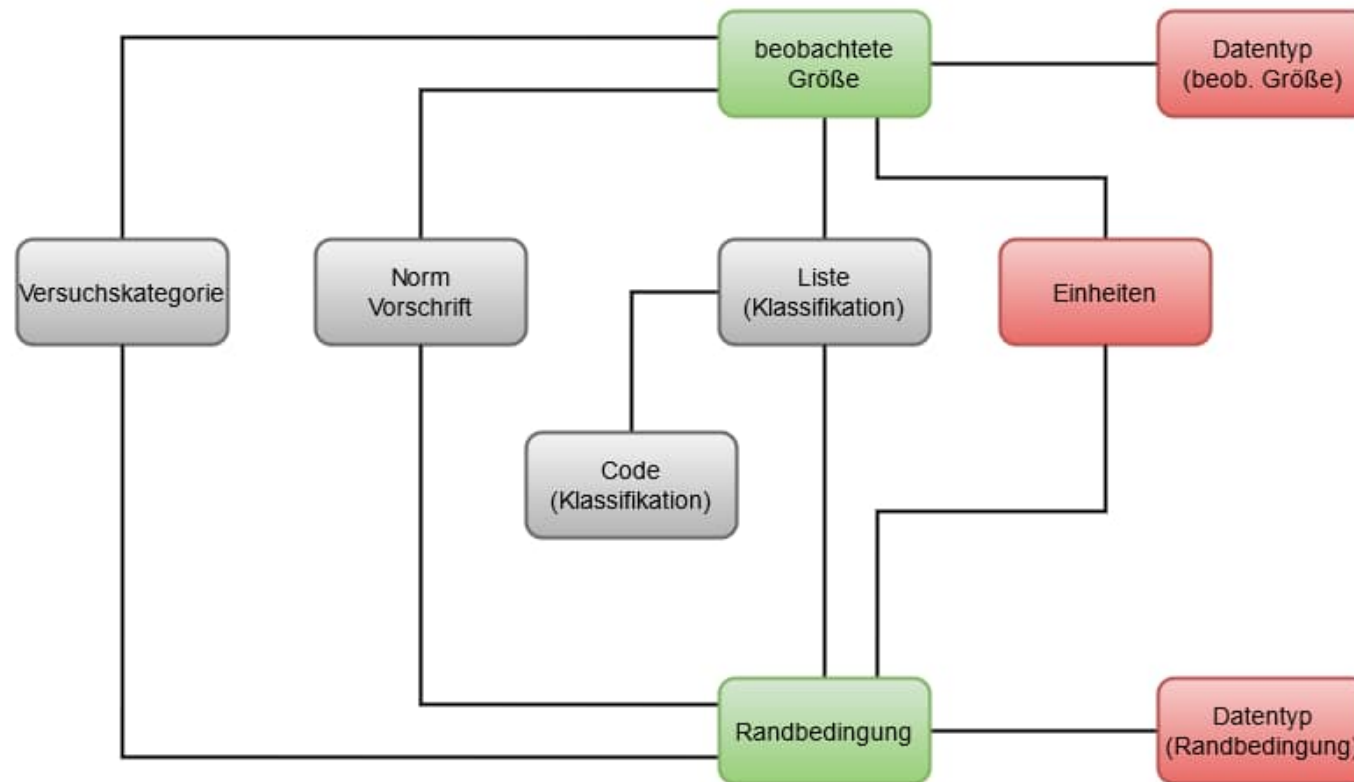 beobachtete
Größe
Datentyp
(beob. Größe)
Versuchskategorie
Norm
Vorschrift
Liste
(Klassifikation)
Einheiten
Code
(Klassifikation)
Randbedingung
Datentyp
(Randbedingung)